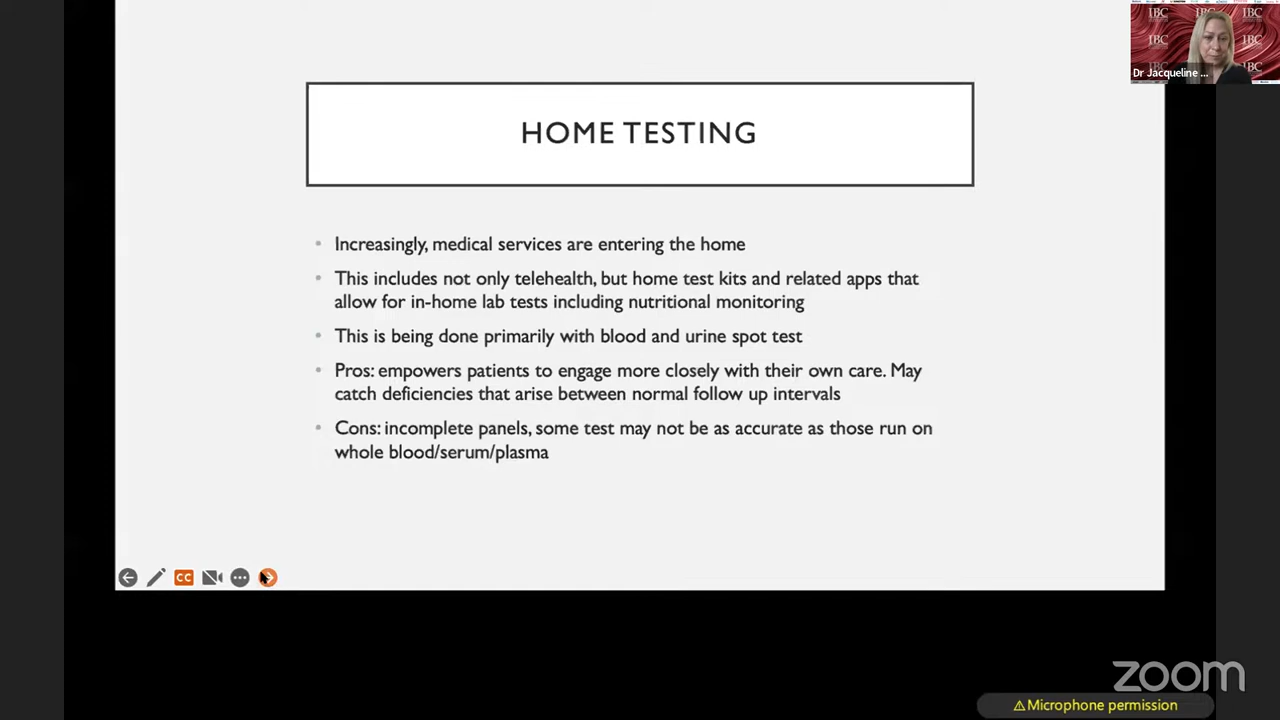 IBC
IBC
IBC
IBC
IBC
IBC
Dr Jacqueline ...
HOME TESTING
Increasingly, medical services are entering the home
This includes not only telehealth, but home test kits and related apps that
allow for in-home lab tests including nutritional monitoring
This is being done primarily with blood and urine spot test
Pros: empowers patients to engage more closely with their own care. May
catch deficiencies that arise between normal follow up intervals
Cons: incomplete panels, some test may not be as accurate as those run on
whole blood/serum/plasma
CC
zoom
Microphone permission